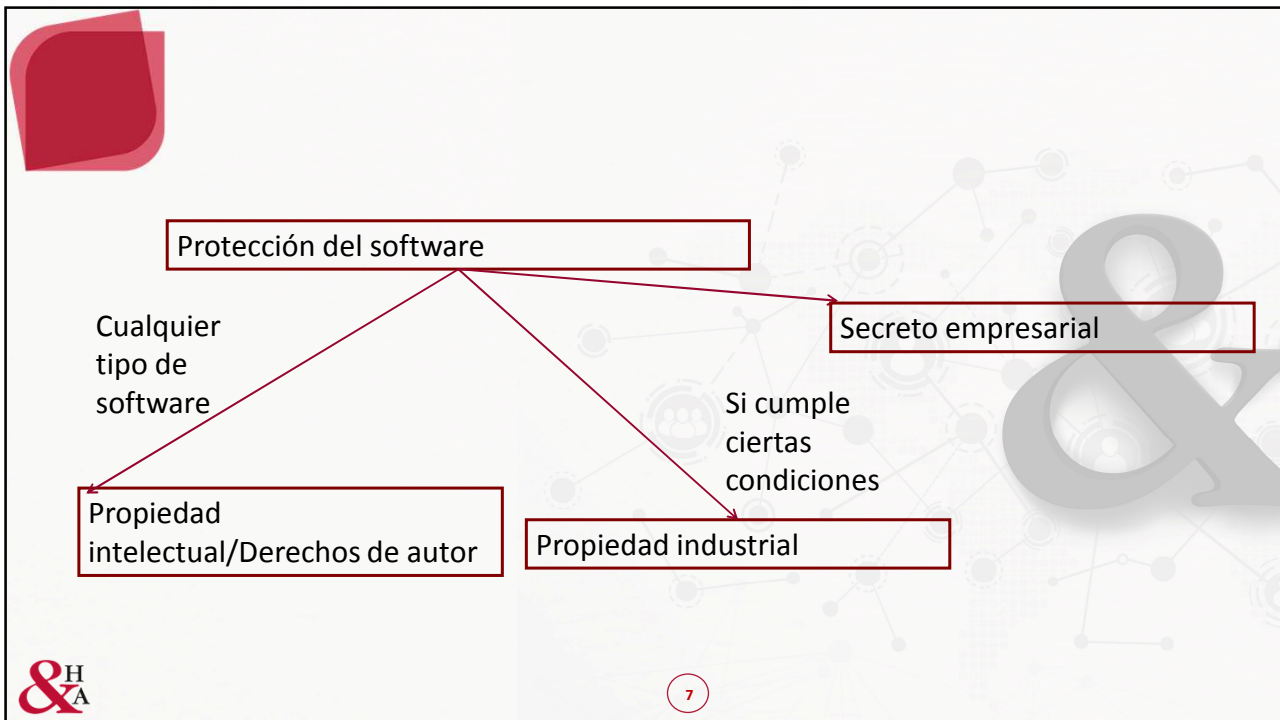 Protección del software
Cualquier
tipo de
software
Secreto empresarial
Si cumple
ciertas
condiciones
Propiedad
intelectual/Derechos de autor
Propiedad industrial
&
&H
A
7